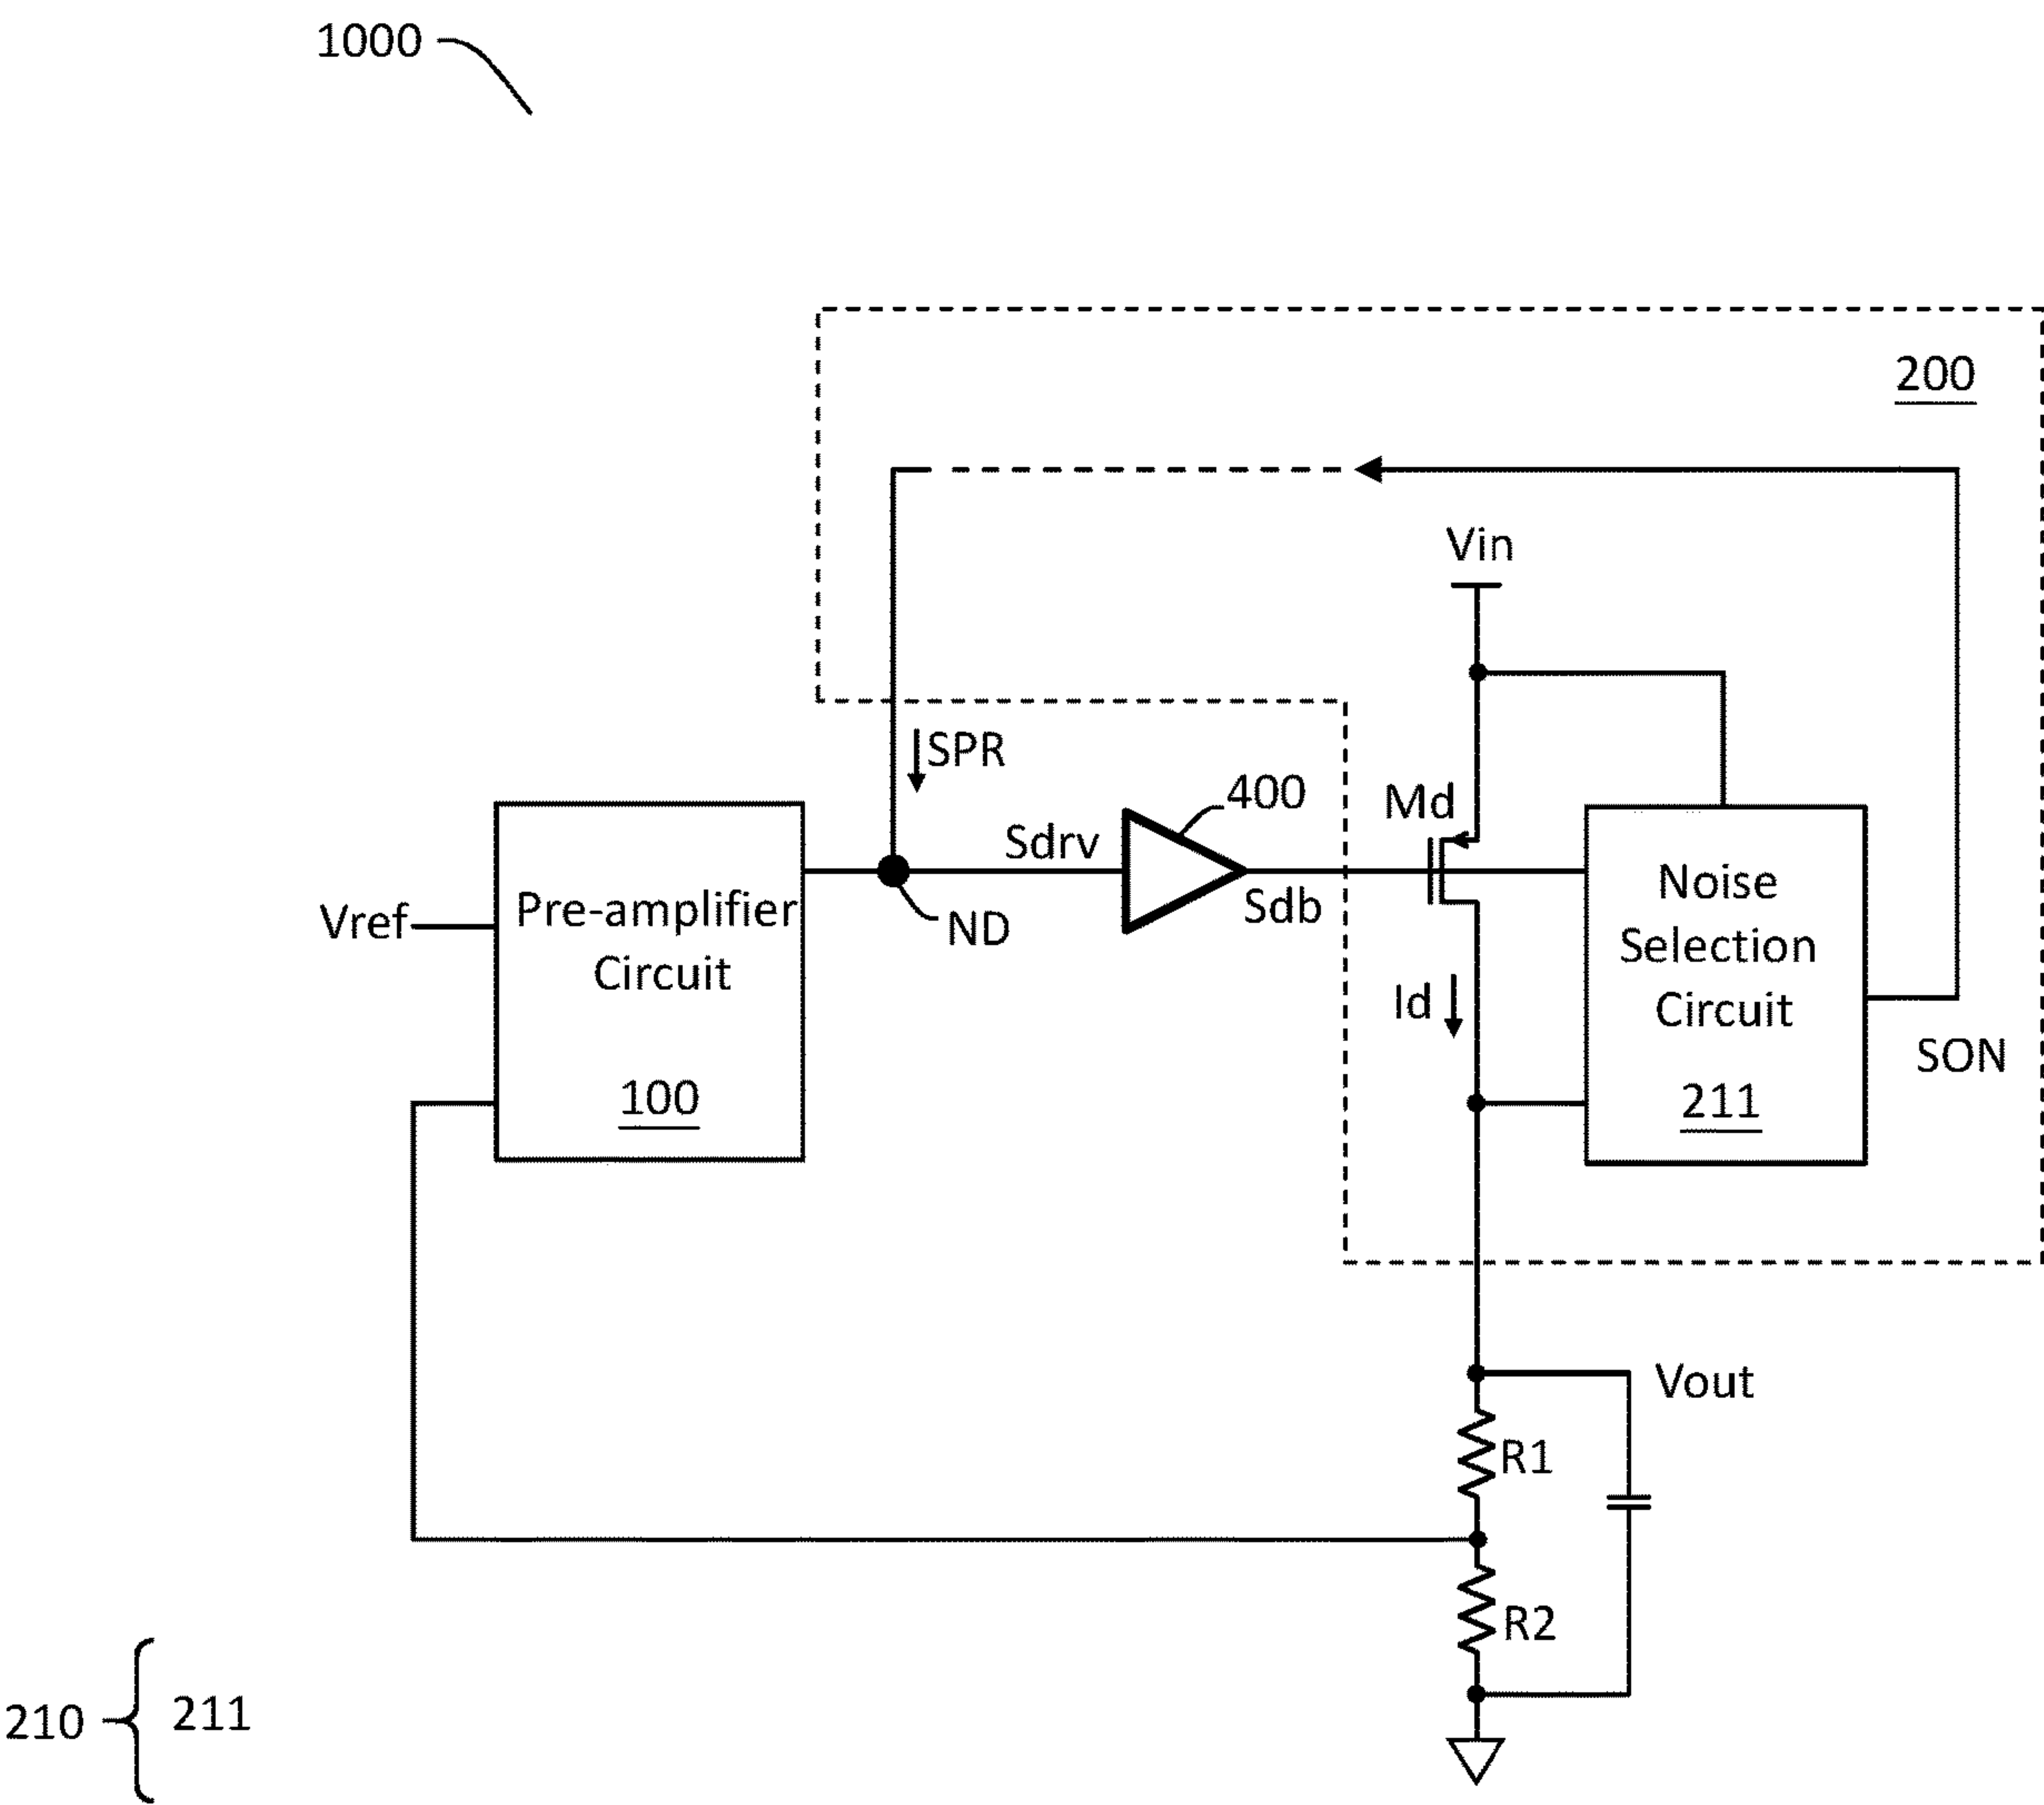 1000
200
Vin
SPR
400
Md
Sdrv
Sdb
ND
Vref
Pre-amplifier
Circuit
100
Noise
Selection
Circuit
211
Id
SON
Vout
R1
R2
210
211